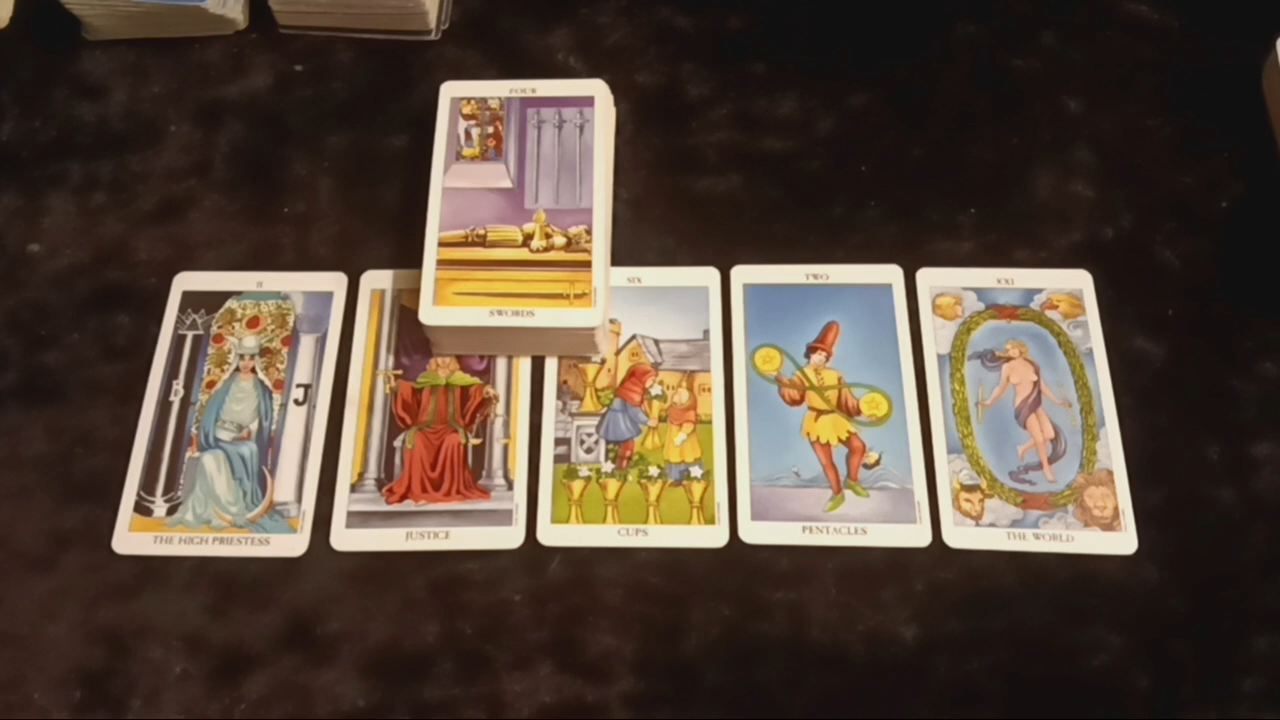 FOUR
SWORDS
II
B
J
THE HIGH PRIESTESS
JUSTICE
SIX
CUPS
TWO
PENTACLES
XXI
THE WORLD